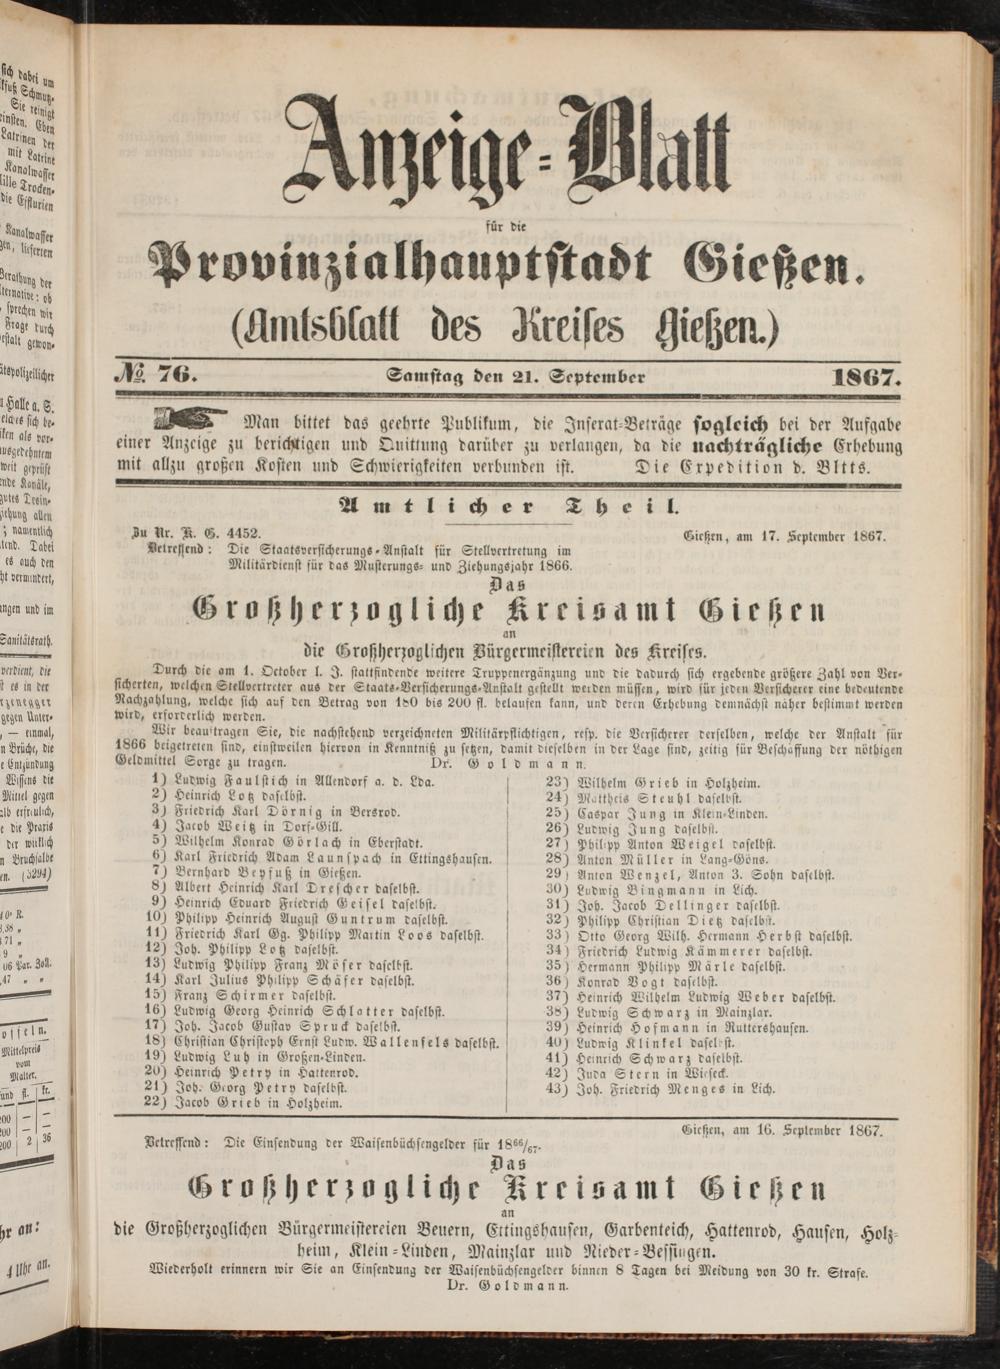 Anzeige-Blatt
für die
Provinzialhauptstadt Gießen.
(Amtsblatt des Kreises Gießen.)
№ 76. Samstag den 21. September 1867.
Man bittet das geehrte Publikum, die Inserat-Beträge sogleich bei der Aufgabe
einer Anzeige zu berichtigen und Quittung darüber zu verlangen, da die nachträgliche Erhebung
mit allzu großen Kosten und Schwierigkeiten verbunden ist. Die Expedition d. Bltts.
Amtlicher Theil.
Zu Nr. K. G. 4452. Gießen, am 17. September 1867.
Betreffend: Die Staatsversicherungs-Anstalt für Stellvertretung im
Militärdienst für das Musterungs- und Ziehungsjahr 1866.
Das
Großherzogliche Kreisamt Gießen
an
die Großherzoglichen Bürgermeistereien des Kreises.
Durch die am 1. October l. J. stattfindende weitere Truppenergänzung und die dadurch sich ergebende größere Zahl von Ver-
sicherten, welchen Stellvertreter aus der Staats-Versicherungs-Anstalt gestellt werden müssen, wird für jeden Versicherer eine bedeutende
Nachzahlung, welche sich auf den Betrag von 180 bis 200 fl. belaufen kann, und deren Erhebung demnächst näher bestimmt werden
wird, erforderlich werden.
Wir beauftragen Sie, die nachstehend verzeichneten Militärpflichtigen, resp. die Versicherer derselben, welche der Anstalt für
1866 beigetreten sind, einstweilen hiervon in Kenntniß zu setzen, damit dieselben in der Lage sind, zeitig für Beschaffung der nöthigen
Geldmittel Sorge zu tragen. Dr. Goldmann.
1) Ludwig Faulstich in Allendorf a. d. Lda.
2) Heinrich Lotz daselbst.
3) Friedrich Karl Dörnig in Bersrod.
4) Jacob Weitz in Dorf-Gill.
5) Wilhelm Konrad Görlach in Eberstadt.
6) Karl Friedrich Adam Launspach in Ettingshausen.
7) Bernhard Beyfuß in Gießen.
8) Albert Heinrich Karl Drescher daselbst.
9) Heinrich Eduard Friedrich Geisel daselbst.
10) Philipp Heinrich August Guntrum daselbst.
11) Friedrich Karl Gg. Philipp Martin Loos daselbst.
12) Joh. Philipp Lotz daselbst.
13) Ludwig Philipp Franz Möser daselbst.
14) Karl Julius Philipp Schäfer daselbst.
15) Franz Schirmer daselbst.
16) Ludwig Georg Heinrich Schlatter daselbst.
17) Joh. Jacob Gustav Spruck daselbst.
18) Christian Christoph Ernst Ludw. Wallenfels daselbst.
19) Ludwig Luh in Großen-Linden.
20) Heinrich Petry in Hattenrod.
21) Joh. Georg Petry daselbst.
22) Jacob Grieb in Holzheim.
23) Wilhelm Grieb in Holzheim.
24) Mattheis Steuhl daselbst.
25) Caspar Jung in Klein-Linden.
26) Ludwig Jung daselbst.
27) Philipp Anton Weigel daselbst.
28) Anton Müller in Lang-Göns.
29) Anton Wenzel, Anton 3. Sohn daselbst.
30) Ludwig Bingmann in Lich.
31) Joh. Jacob Dellinger daselbst.
32) Philipp Christian Dietz daselbst.
33) Otto Georg Wilh. Hermann Herbst daselbst.
34) Friedrich Ludwig Kämmerer daselbst.
35) Hermann Philipp Märle daselbst.
36) Konrad Vogt daselbst.
37) Heinrich Wilhelm Ludwig Weber daselbst.
38) Ludwig Schwarz in Mainzlar.
39) Heinrich Hofmann in Ruttershausen.
40) Ludwig Klinkel daselbst.
41) Heinrich Schwarz daselbst.
42) Juda Stern in Wieseck.
43) Joh. Friedrich Menges in Lich.
Gießen, am 16. September 1867.
Betreffend: Die Einsendung der Waisenbüchsengelder für 1866/67.
Das
Großherzogliche Kreisamt Gießen
an
die Großherzoglichen Bürgermeistereien Beuern, Ettingshausen, Garbenteich, Hattenrod, Hausen, Holz-
heim, Klein-Linden, Mainzlar und Nieder-Bessingen.
Wiederholt erinnern wir Sie an Einsendung der Waisenbüchsengelder binnen 8 Tagen bei Meidung von 30 kr. Strafe.
Dr. Goldmann.